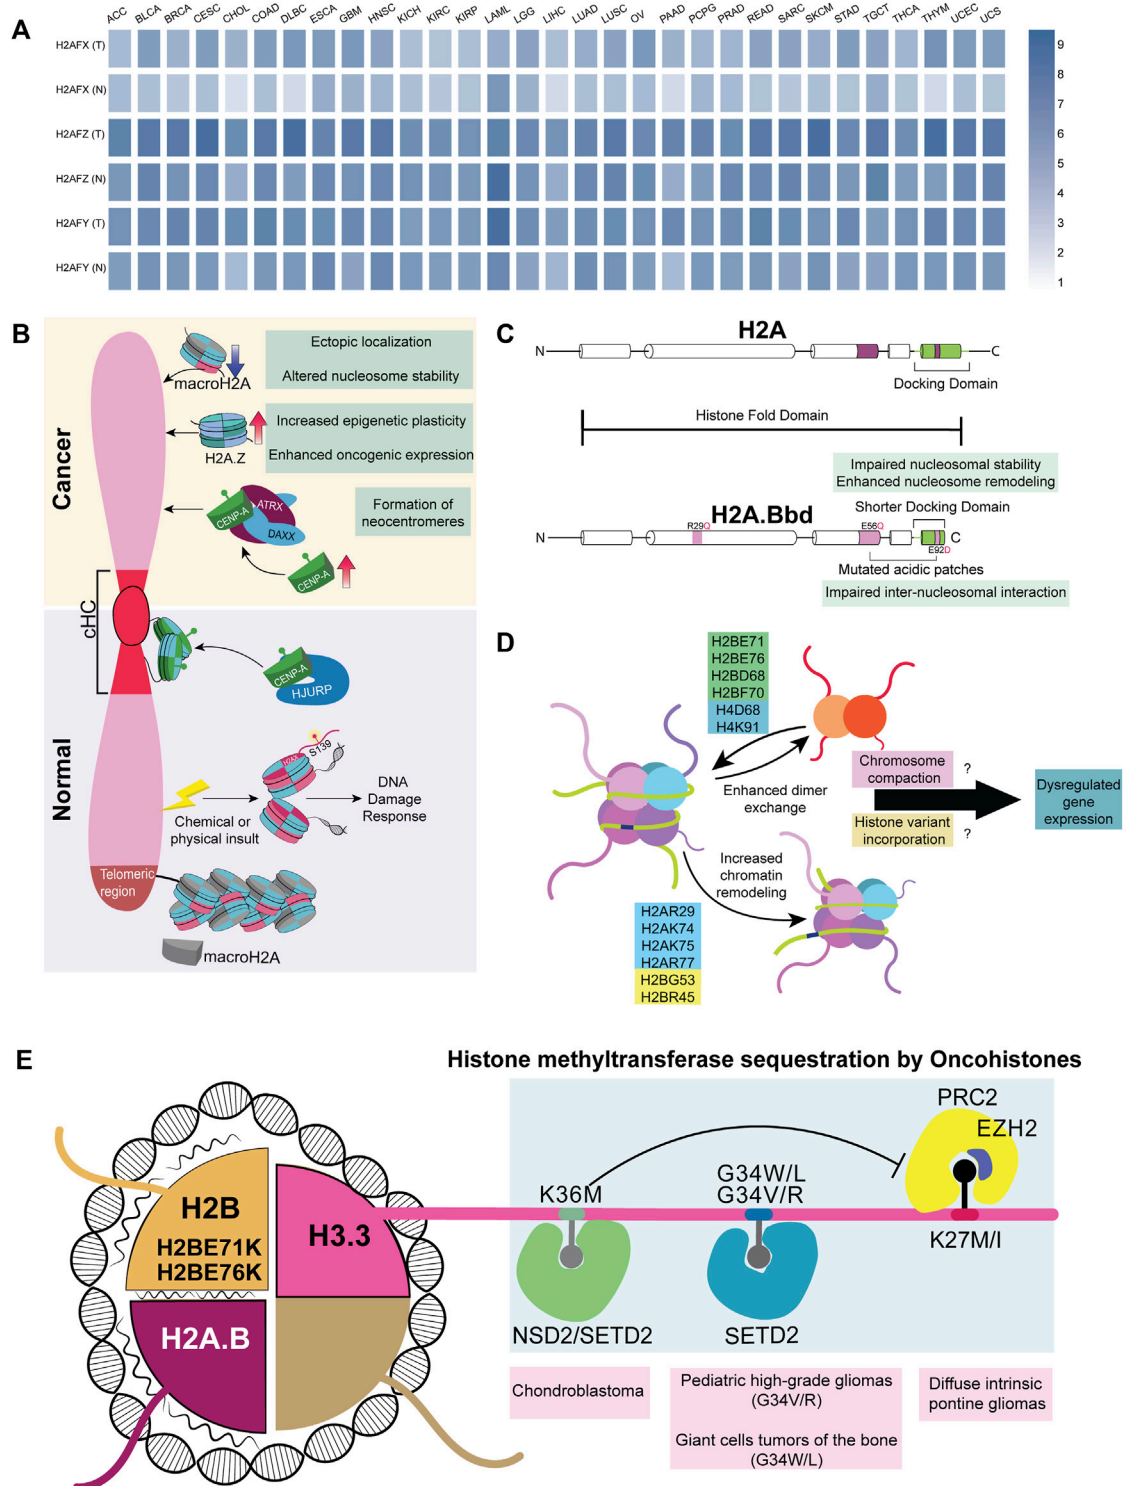 A
ACC BLCA BRCA CESC CHOL COAD DLBC ESCA GBM HNSC KICH KIRC KIRP LAML LGG LIHC LUAD LUSC OV PAAD PCPG PRAD READ SARC SKCM STAD TGCT THCA THYM UCEC UCS
H2AFX (T)
H2AFX (N)
H2AFZ (T)
H2AFZ (N)
H2AFY (T)
H2AFY (N)
9
8
7
6
5
4
3
2
1
B
Cancer
Normal
cHC
macroH2A
Ectopic localization
Altered nucleosome stability
H2A.Z
Increased epigenetic plasticity
Enhanced oncogenic expression
CENP-A
ATRX
DAXX
Formation of
neocentromeres
CENP-A
CENP-A
HJURP
H2AX
S139
Chemical or
physical insult
DNA
Damage
Response
Telomeric
region
macroH2A
C
H2A
N
C
Docking Domain
Histone Fold Domain
Impaired nucleosomal stability
Enhanced nucleosome remodeling
H2A.Bbd
Shorter Docking Domain
N
R29Q
E56Q
C
E92D
Mutated acidic patches
Impaired inter-nucleosomal interaction
D
H2BE71
H2BE76
H2BD68
H2BF70
H4D68
H4K91
Enhanced dimer
exchange
Chromosome
compaction
?
Histone variant
incorporation
?
Dysregulated
gene
expression
Increased
chromatin
remodeling
H2AR29
H2AK74
H2AK75
H2AR77
H2BG53
H2BR45
E
Histone methyltransferase sequestration by Oncohistones
H2B
H2BE71K
H2BE76K
H3.3
H2A.B
K36M
G34W/L
G34V/R
PRC2
EZH2
K27M/I
NSD2/SETD2
SETD2
Chondroblastoma
Pediatric high-grade gliomas
(G34V/R)
Giant cells tumors of the bone
(G34W/L)
Diffuse intrinsic
pontine gliomas